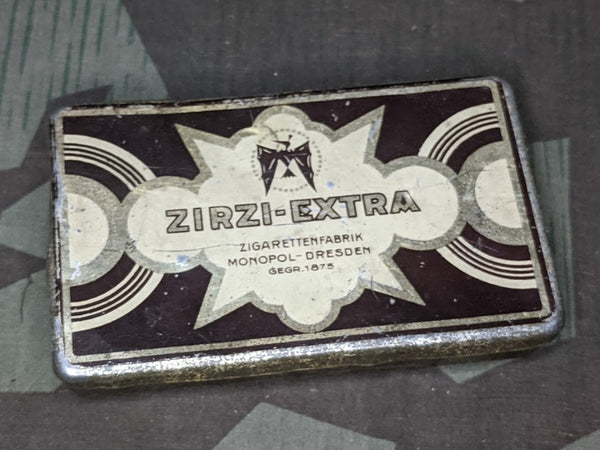 ZIRZI-EXTRA
ZIGARETTENFABRIK
MONOPOL-DRESDEN
GEGR.1875